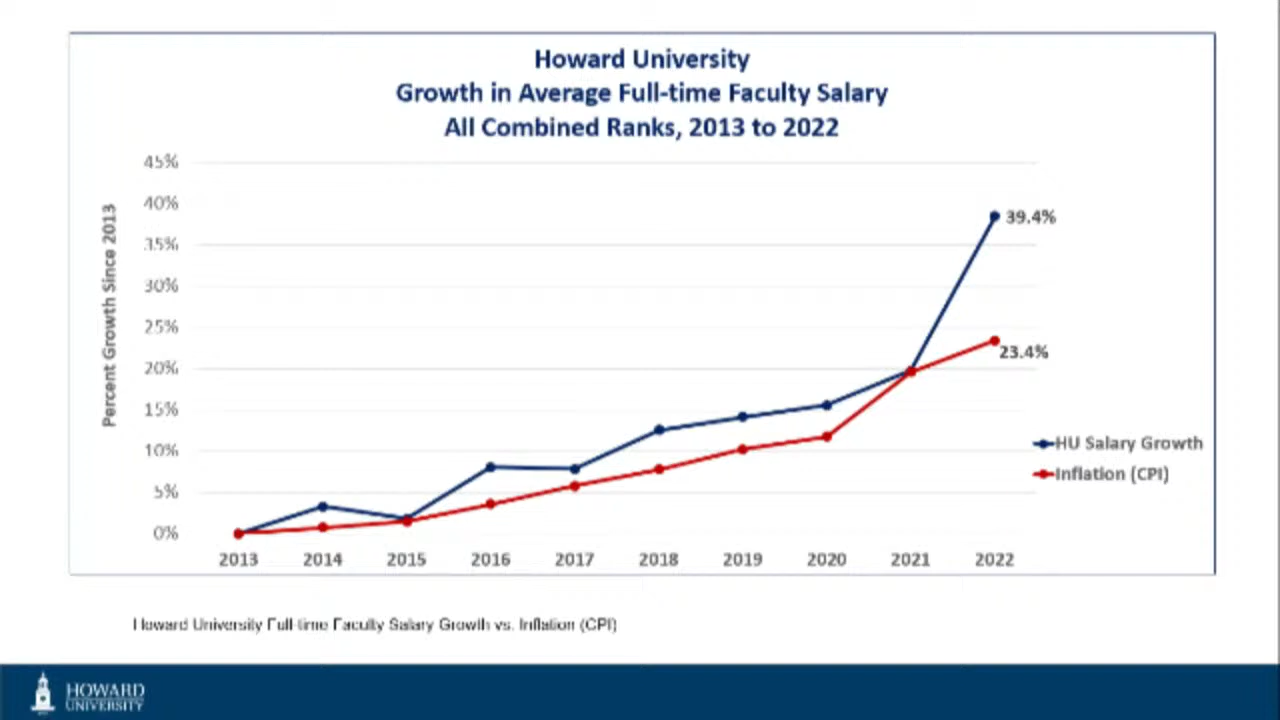 Howard University
Growth in Average Full-time Faculty Salary
All Combined Ranks, 2013 to 2022
Percent Growth Since 2013
45%
40%
35%
30%
25%
20%
15%
10%
5%
0%
39.4%
23.4%
HU Salary Growth
Inflation (CPI)
2013 2014 2015 2016 2017 2018 2019 2020 2021 2022
Howard University Full-time Faculty Salary Growth vs. Inflation (CPI)
HOWARD
UNIVERSITY